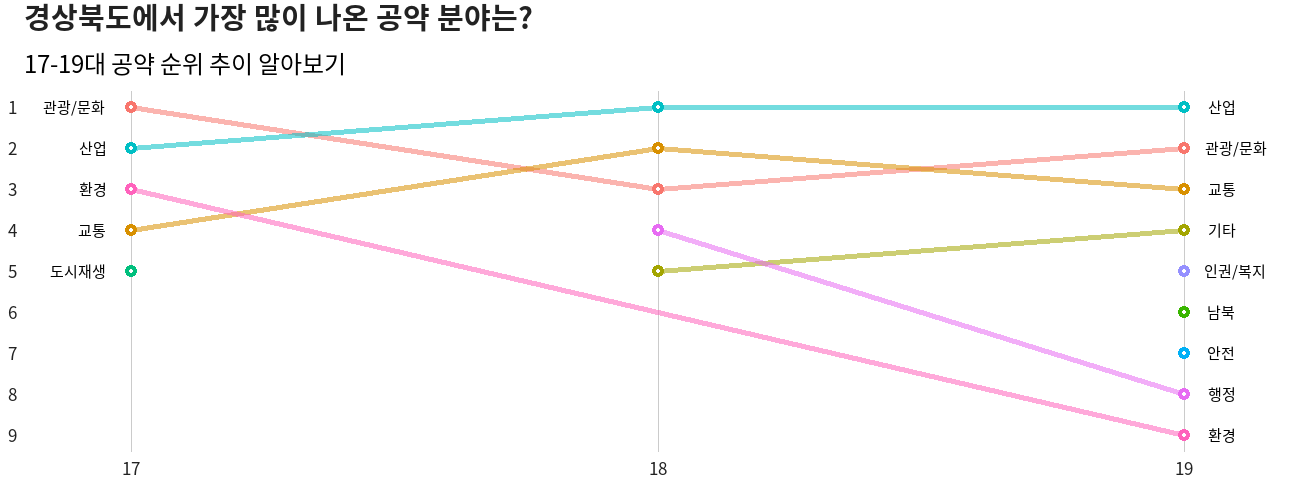 경상북도에서 가장 많이 나온 공약 분야는?
17-19대 공약 순위 추이 알아보기
1 관광/문화 산업
2 산업 관광/문화
3 환경 교통
4 교통 기타
5 도시재생 인권/복지
6 남북
7 안전
8 행정
9 환경
17 18 19